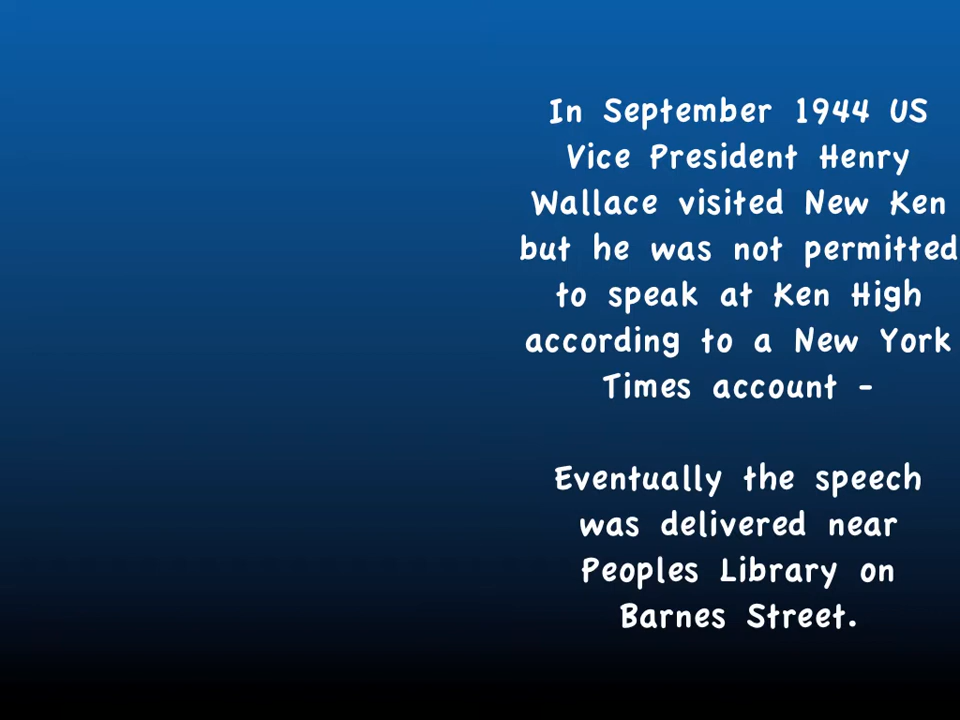 In September 1944 US
Vice President Henry
Wallace visited New Ken
but he was not permitted
to speak at Ken High
according to a New York
Times account -
Eventually the speech
was delivered near
Peoples Library on
Barnes Street.